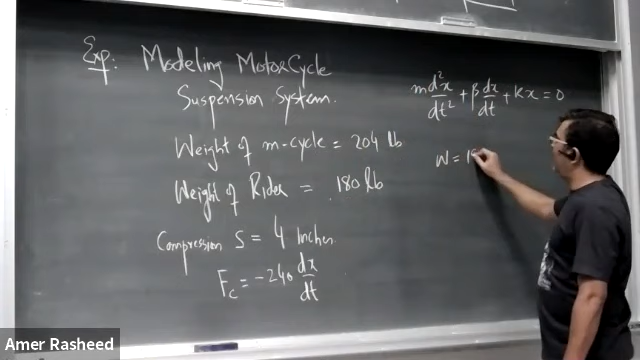 Exp: Modeling MotorCycle
Suspension System.
Weight of m-cycle = 204 lb
Weight of Rider = 180 lb
Compression S = 4 Inches.
F_c = -240 dx/dt
m d²x/dt² + β dx/dt + kx = 0
W = 18
Amer Rasheed